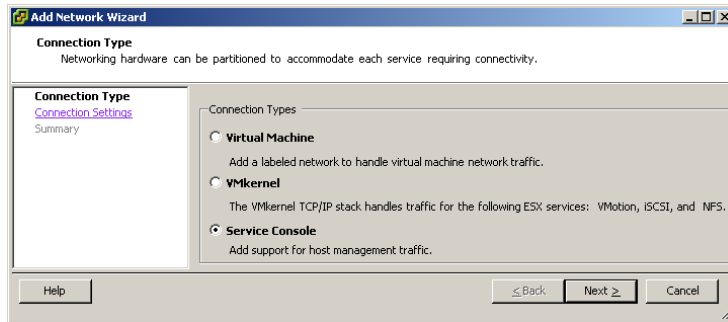 Add Network Wizard
Connection Type
Networking hardware can be partitioned to accommodate each service requiring connectivity.
Connection Type
Connection Settings
Summary
Connection Types
Virtual Machine
Add a labeled network to handle virtual machine network traffic.
VMkernel
The VMkernel TCP/IP stack handles traffic for the following ESX services: VMotion, iSCSI, and NFS.
Service Console
Add support for host management traffic.
Help
≤ Back
Next ≥
Cancel